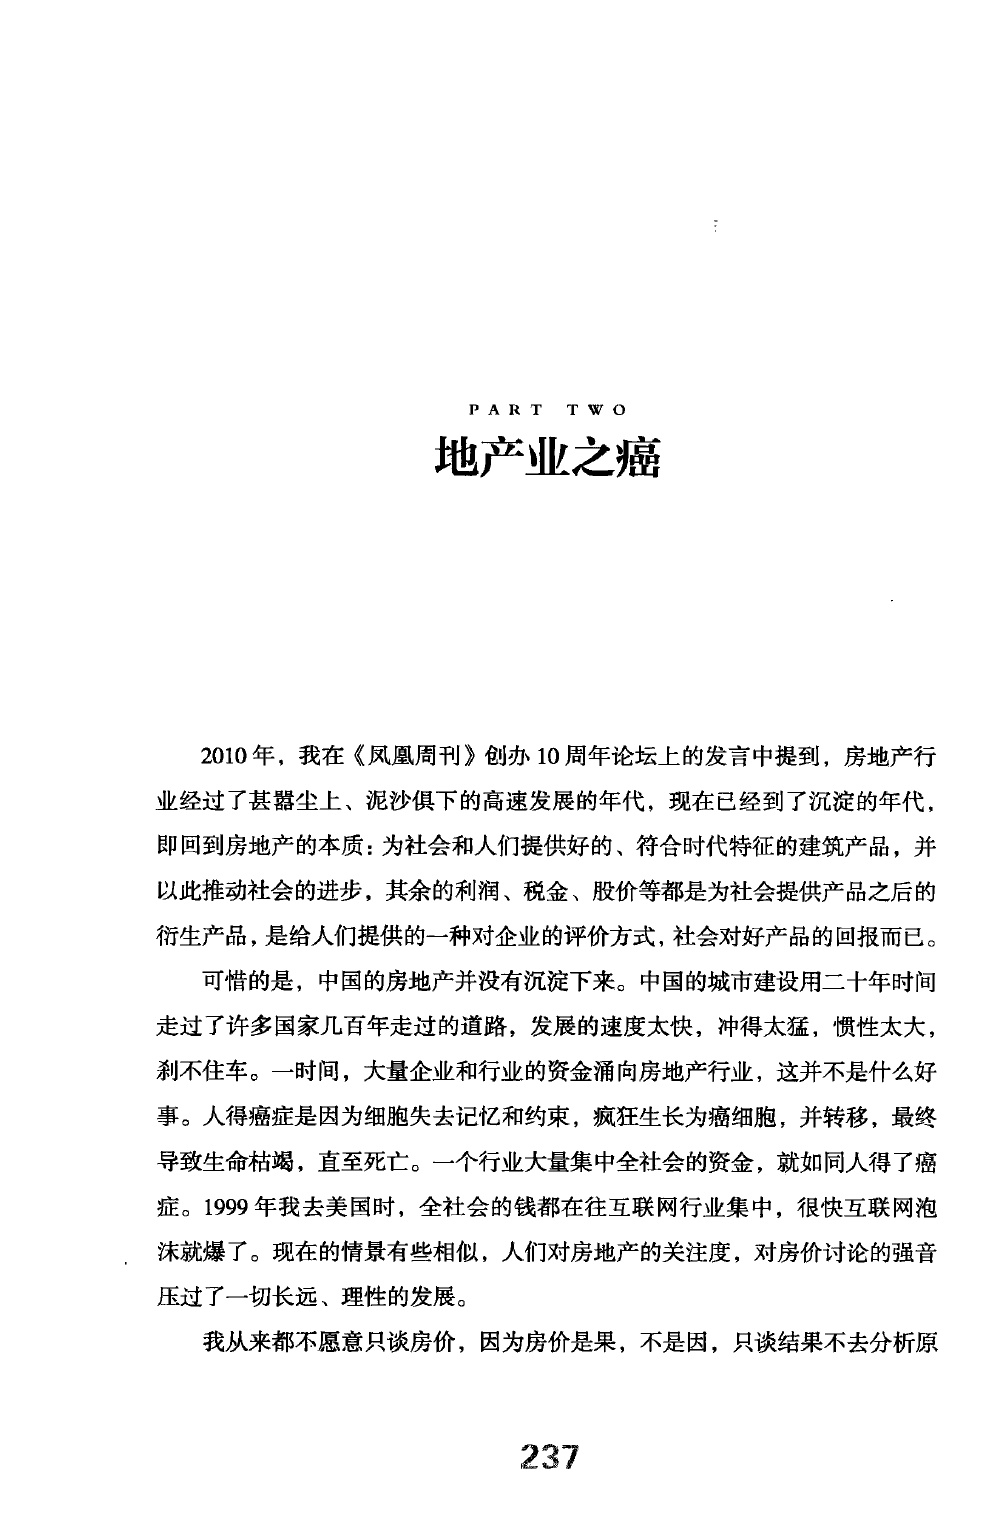 PART TWO
地产业之癌
2010年，我在《凤凰周刊》创办10周年论坛上的发言中提到，房地产行
业经过了甚嚣尘上、泥沙俱下的高速发展的年代，现在已经到了沉淀的年代，
即回到房地产的本质：为社会和人们提供好的、符合时代特征的建筑产品，并
以此推动社会的进步，其余的利润、税金、股价等都是为社会提供产品之后的
衍生产品，是给人们提供的一种对企业的评价方式，社会对好产品的回报而已。
可惜的是，中国的房地产并没有沉淀下来。中国的城市建设用二十年时间
走过了许多国家几百年走过的道路，发展的速度太快，冲得太猛，惯性太大，
刹不住车。一时间，大量企业和行业的资金涌向房地产行业，这并不是什么好
事。人得癌症是因为细胞失去记忆和约束，疯狂生长为癌细胞，并转移，最终
导致生命枯竭，直至死亡。一个行业大量集中全社会的资金，就如同人得了癌
症。1999年我去美国时，全社会的钱都在往互联网行业集中，很快互联网泡
沫就爆了。现在的情景有些相似，人们对房地产的关注度，对房价讨论的强音
压过了一切长远、理性的发展。
我从来都不愿意只谈房价，因为房价是果，不是因，只谈结果不去分析原
237